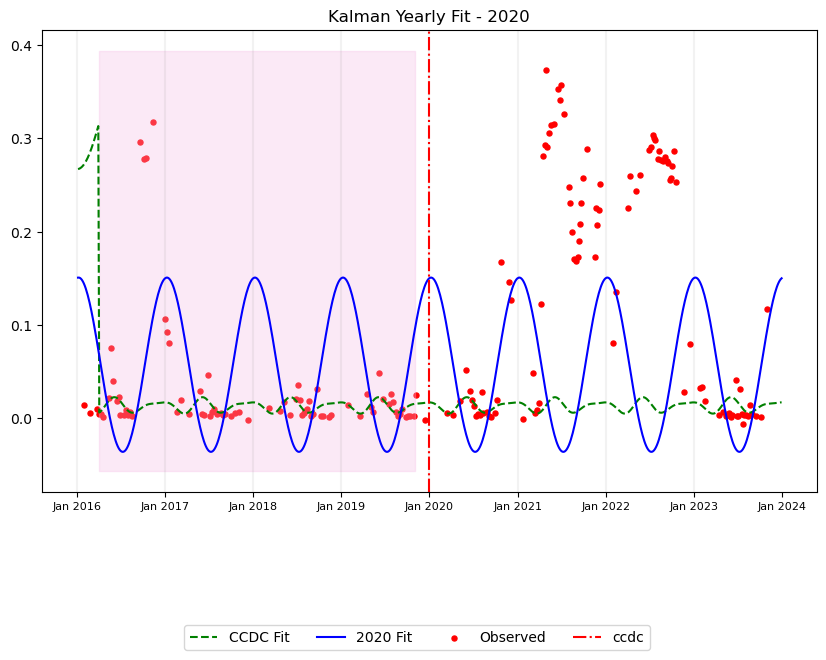 Kalman Yearly Fit - 2020
0.4
0.3
0.2
0.1
0.0
Jan 2016 Jan 2017 Jan 2018 Jan 2019 Jan 2020 Jan 2021 Jan 2022 Jan 2023 Jan 2024
CCDC Fit 2020 Fit Observed ccdc